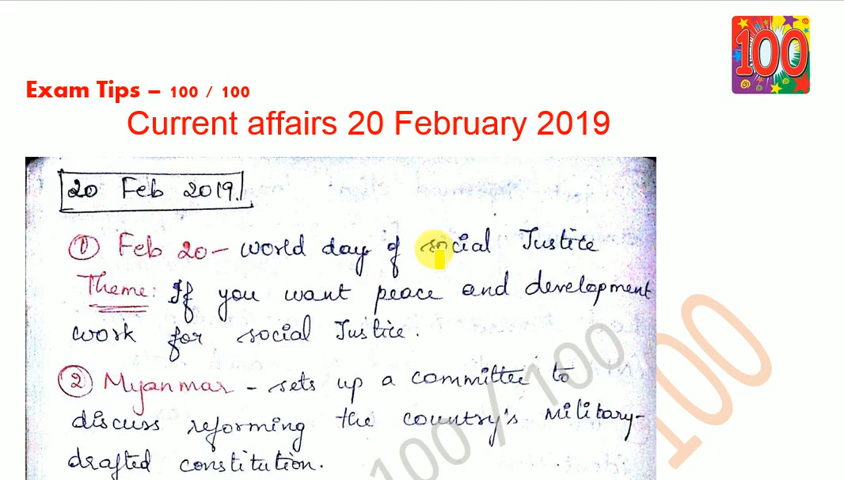 100
Exam Tips – 100 / 100
Current affairs 20 February 2019
20 Feb 2019.
① Feb 20 - World day of social Justice
Theme: If you want peace and development
work for social Justice.
② Myanmar - sets up a committee to
discuss reforming the country's military-
drafted constitution.
100 / 100
100